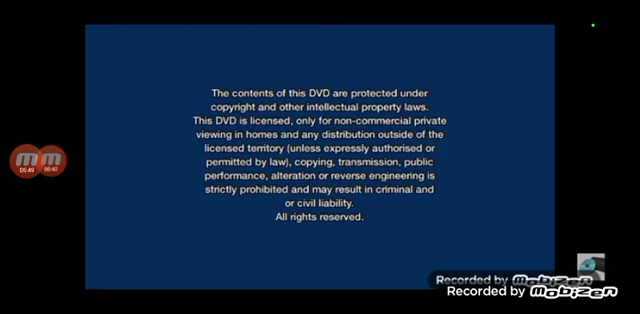 The contents of this DVD are protected under
copyright and other intellectual property laws.
This DVD is licensed, only for non-commercial private
viewing in homes and any distribution outside of the
licensed territory (unless expressly authorised or
permitted by law), copying, transmission, public
performance, alteration or reverse engineering is
strictly prohibited and may result in criminal and
or civil liability.
All rights reserved.
05:49
00:43
Recorded by Mobizen
Recorded by Mobizen